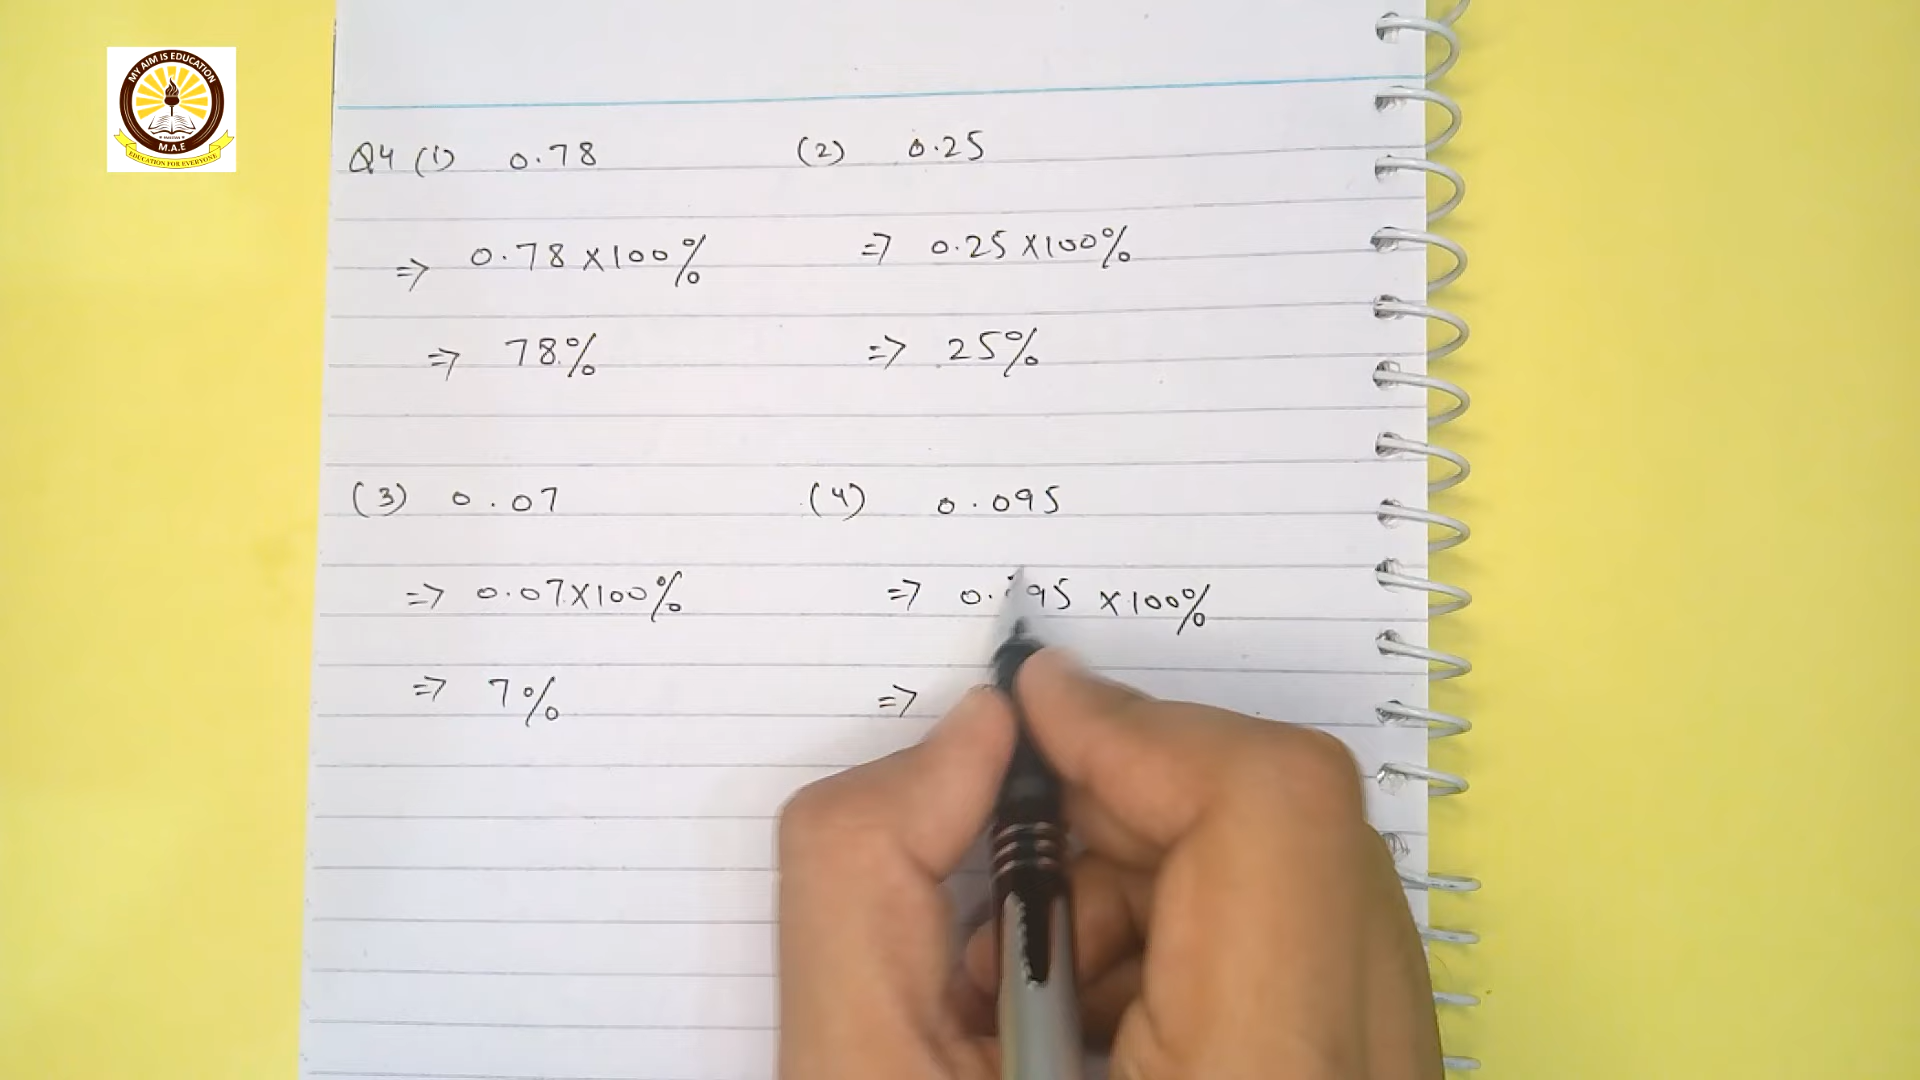 MY AIM IS EDUCATION
M.A.E
EDUCATION FOR EVERYONE
Q4 (1) 0.78
⇒ 0.78 × 100%
⇒ 78%
(2) 0.25
⇒ 0.25 × 100%
⇒ 25%
(3) 0.07
⇒ 0.07 × 100%
⇒ 7%
(4) 0.095
⇒ 0. 95 × 100%
⇒